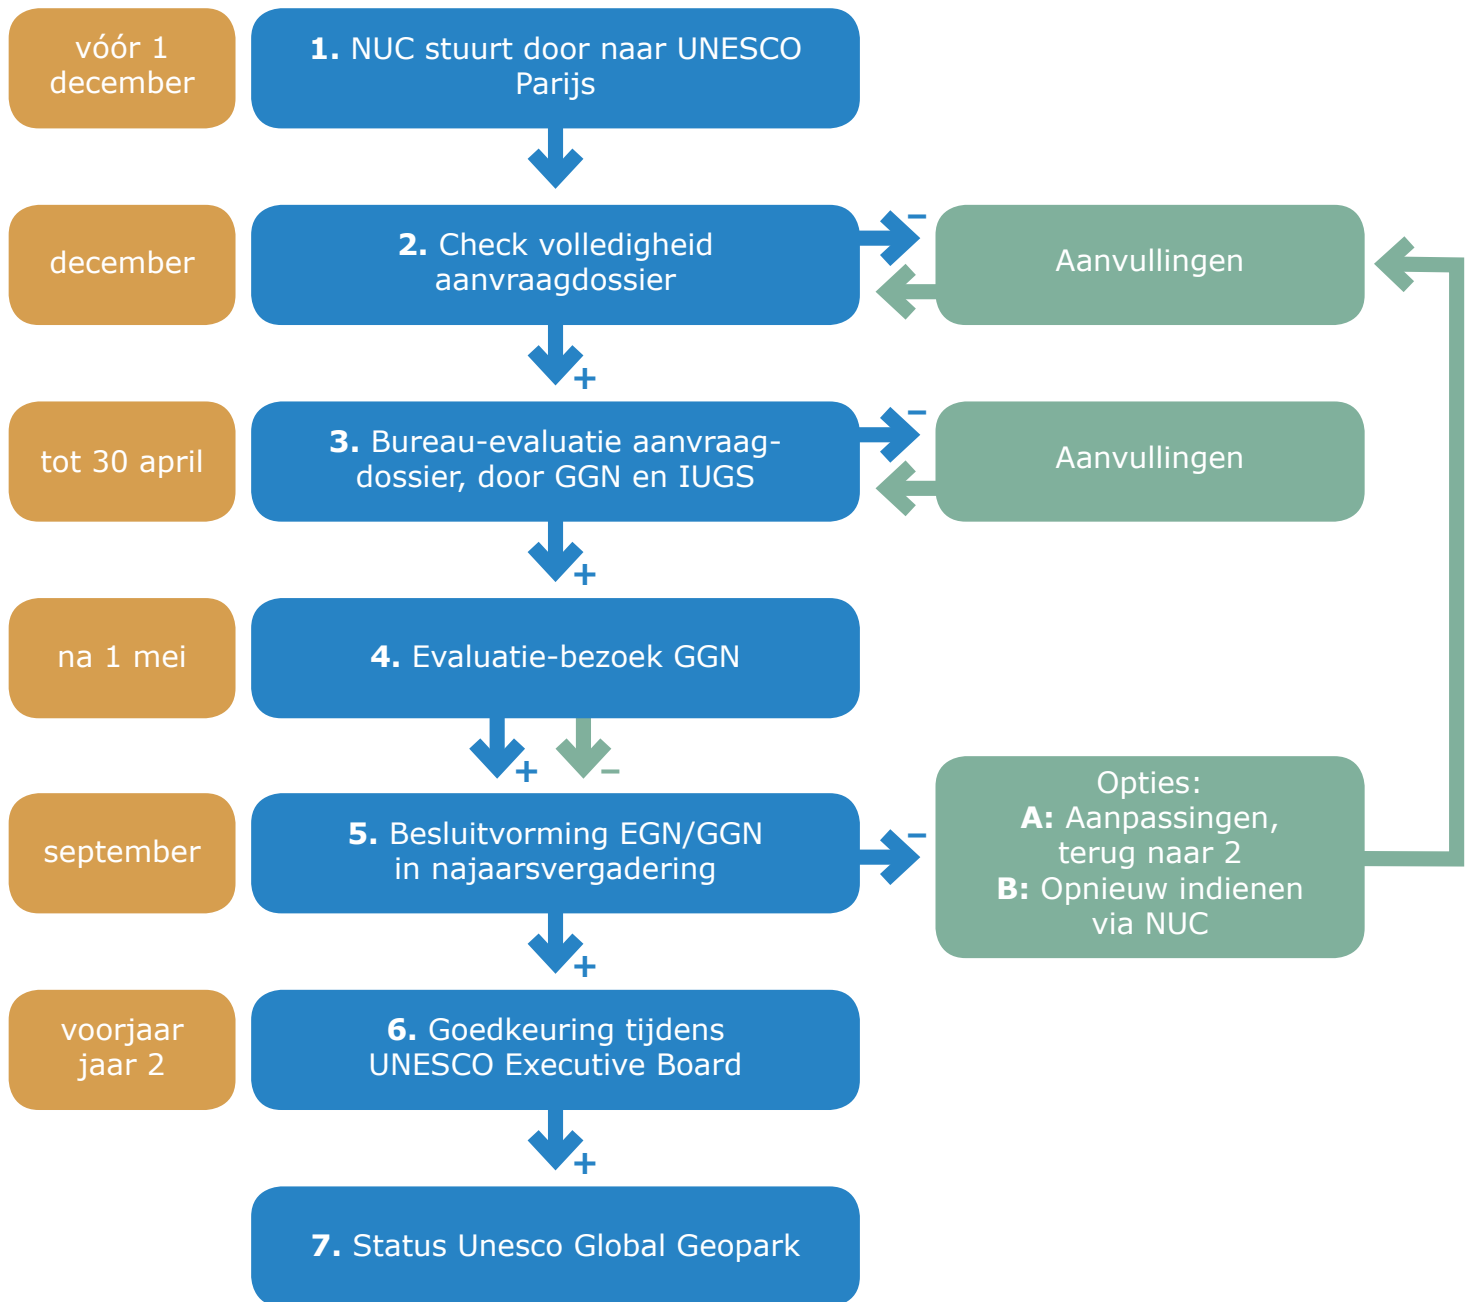 vóór 1
december
1. NUC stuurt door naar UNESCO
Parijs
december
2. Check volledigheid
aanvraagdossier
–
Aanvullingen
+
tot 30 april
3. Bureau-evaluatie aanvraag-
dossier, door GGN en IUGS
–
Aanvullingen
+
na 1 mei
4. Evaluatie-bezoek GGN
+
–
september
5. Besluitvorming EGN/GGN
in najaarsvergadering
–
Opties:
A: Aanpassingen,
terug naar 2
B: Opnieuw indienen
via NUC
+
voorjaar
jaar 2
6. Goedkeuring tijdens
UNESCO Executive Board
+
7. Status Unesco Global Geopark